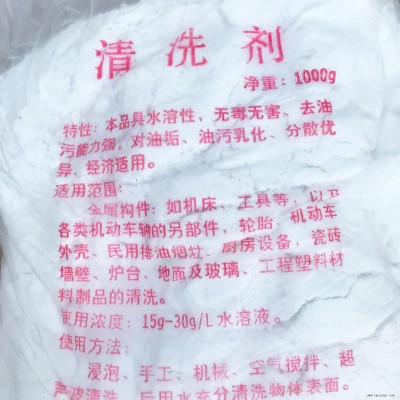 清洗剂
净重：1000g
特性：本品具水溶性，无毒无害、去油
污能力强，对油垢、油污乳化、分散优
异、经济适用。
适用范围：
金属构件：如机床、工具等，以及
各类机动车辆的另部件，轮胎、机动车
外壳、民用排油烟灶、厨房设备，瓷砖
墙壁、炉台、地面及玻璃、工程塑料材
料制品的清洗。
使用浓度：15g-30g/L水溶液。
使用方法：
浸泡、手工、机械、空气搅拌、超
声波清洗，后用水充分清洗物体表面。